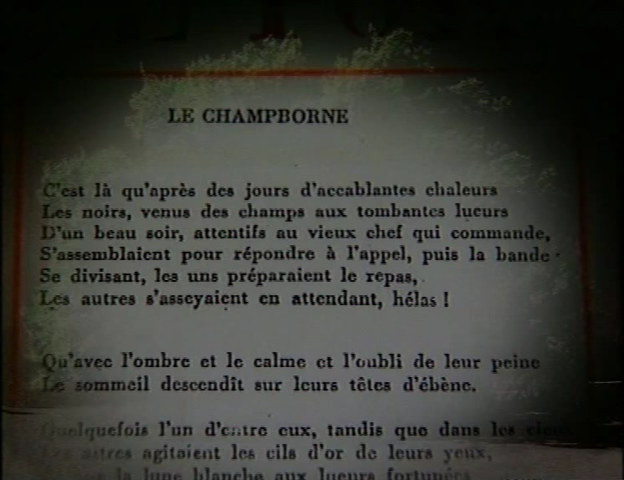 LE CHAMPBORNE
C'est là qu'après des jours d'accablantes chaleurs
Les noirs, venus des champs aux tombantes lueurs
D'un beau soir, attentifs au vieux chef qui commande,
S'assemblaient pour répondre à l'appel, puis la bande
Se divisant, les uns préparaient le repas,
Les autres s'asseyaient en attendant, hélas !
Qu'avec l'ombre et le calme et l'oubli de leur peine
Le sommeil descendît sur leurs têtes d'ébène.
Quelquefois l'un d'entre eux, tandis que dans les cieux
Les astres agitaient les cils d'or de leurs yeux,
la lune blanche aux lueurs fortunées